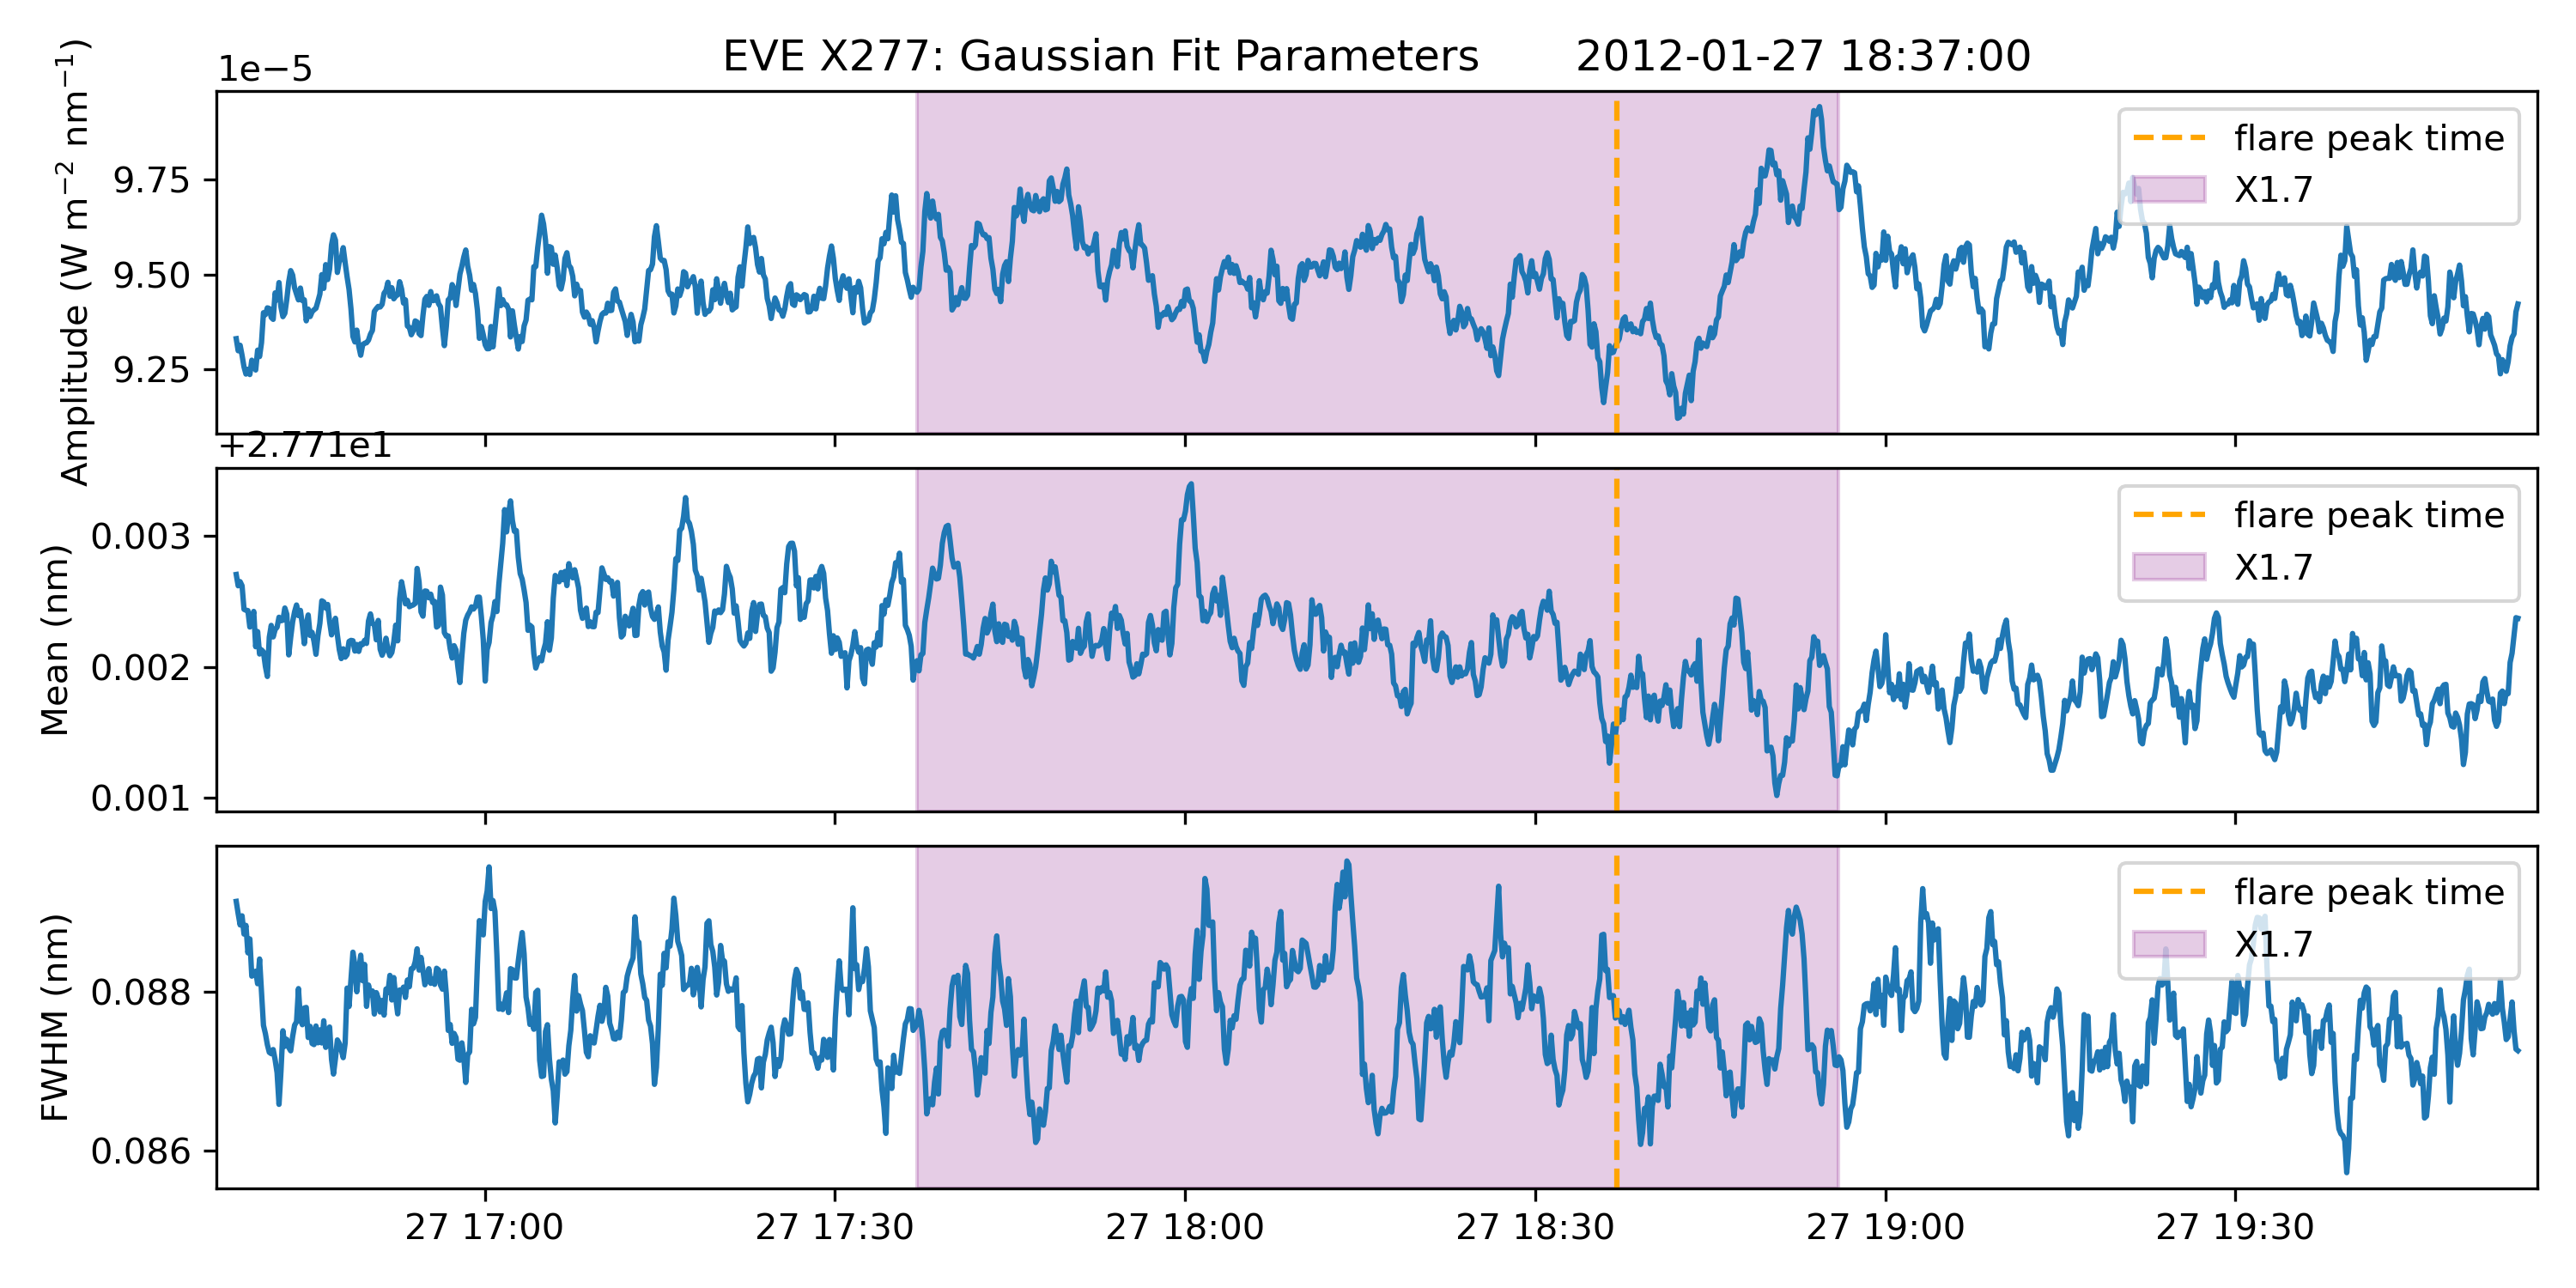 EVE X277: Gaussian Fit Parameters 2012-01-27 18:37:00
1e−5
Amplitude (W m⁻² nm⁻¹)
9.75
9.50
9.25
flare peak time
X1.7
+2.771e1
Mean (nm)
0.003
0.002
0.001
flare peak time
X1.7
FWHM (nm)
0.088
0.086
flare peak time
X1.7
27 17:00 27 17:30 27 18:00 27 18:30 27 19:00 27 19:30